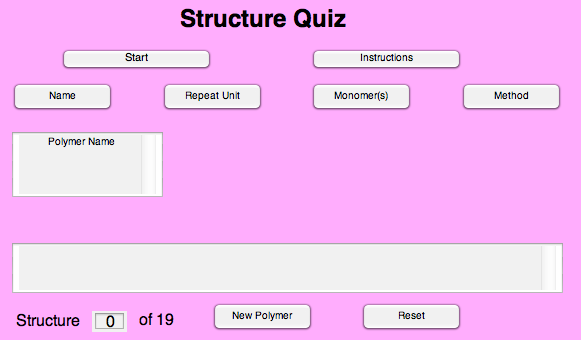 Structure Quiz
Start Instructions
Name Repeat Unit Monomer(s) Method
Polymer Name
Structure 0 of 19 New Polymer Reset